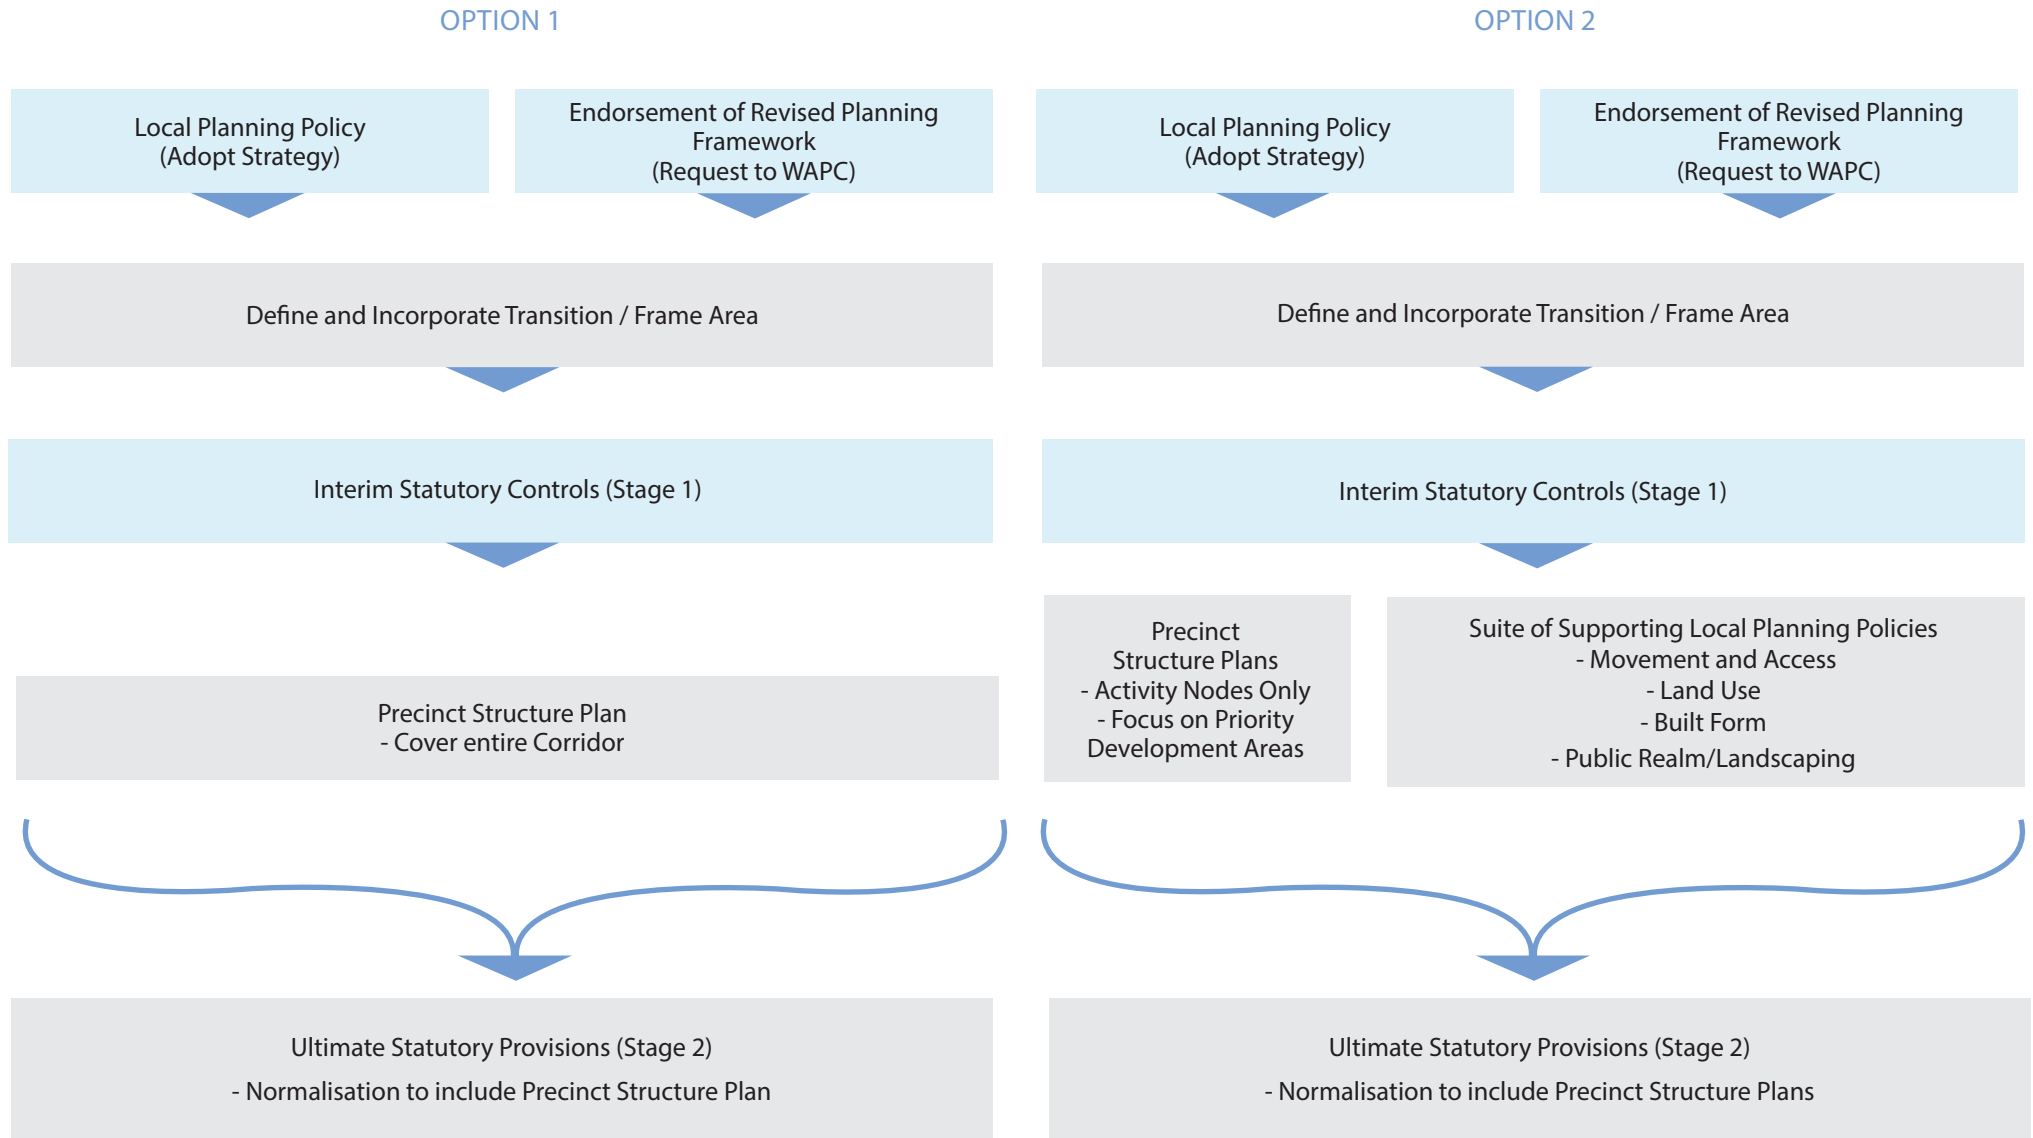 OPTION 1
Local Planning Policy
(Adopt Strategy)
Endorsement of Revised Planning
Framework
(Request to WAPC)
Define and Incorporate Transition / Frame Area
Interim Statutory Controls (Stage 1)
Precinct Structure Plan
- Cover entire Corridor
Ultimate Statutory Provisions (Stage 2)
- Normalisation to include Precinct Structure Plan
OPTION 2
Local Planning Policy
(Adopt Strategy)
Endorsement of Revised Planning
Framework
(Request to WAPC)
Define and Incorporate Transition / Frame Area
Interim Statutory Controls (Stage 1)
Precinct
Structure Plans
- Activity Nodes Only
- Focus on Priority
Development Areas
Suite of Supporting Local Planning Policies
- Movement and Access
- Land Use
- Built Form
- Public Realm/Landscaping
Ultimate Statutory Provisions (Stage 2)
- Normalisation to include Precinct Structure Plans